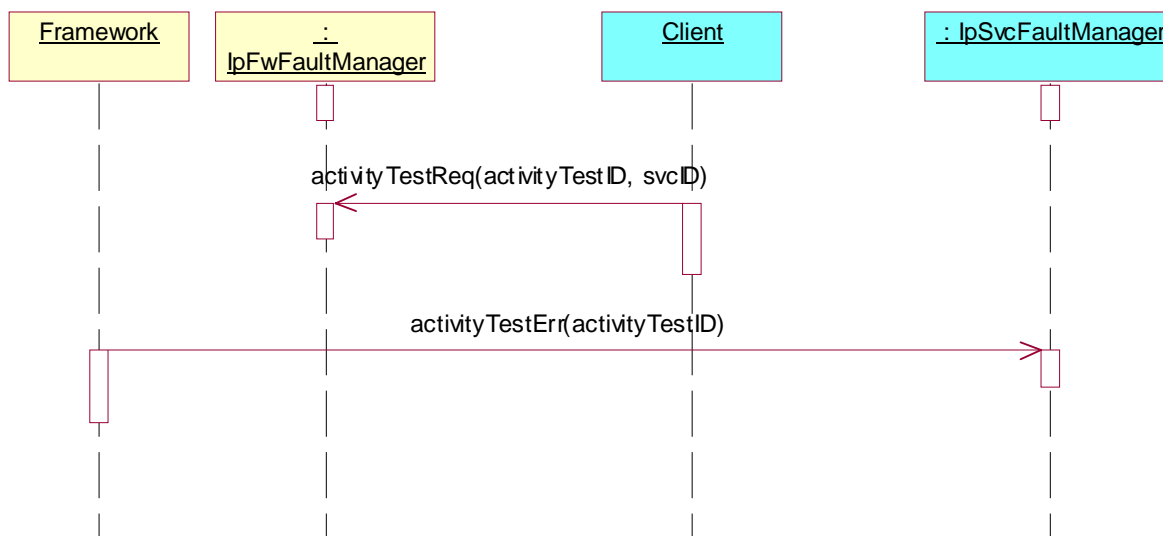 Framework
:
IpFwFaultManager
Client
: IpSvcFaultManager
activityTestReq(activityTestID, svcID)
activityTestErr(activityTestID)